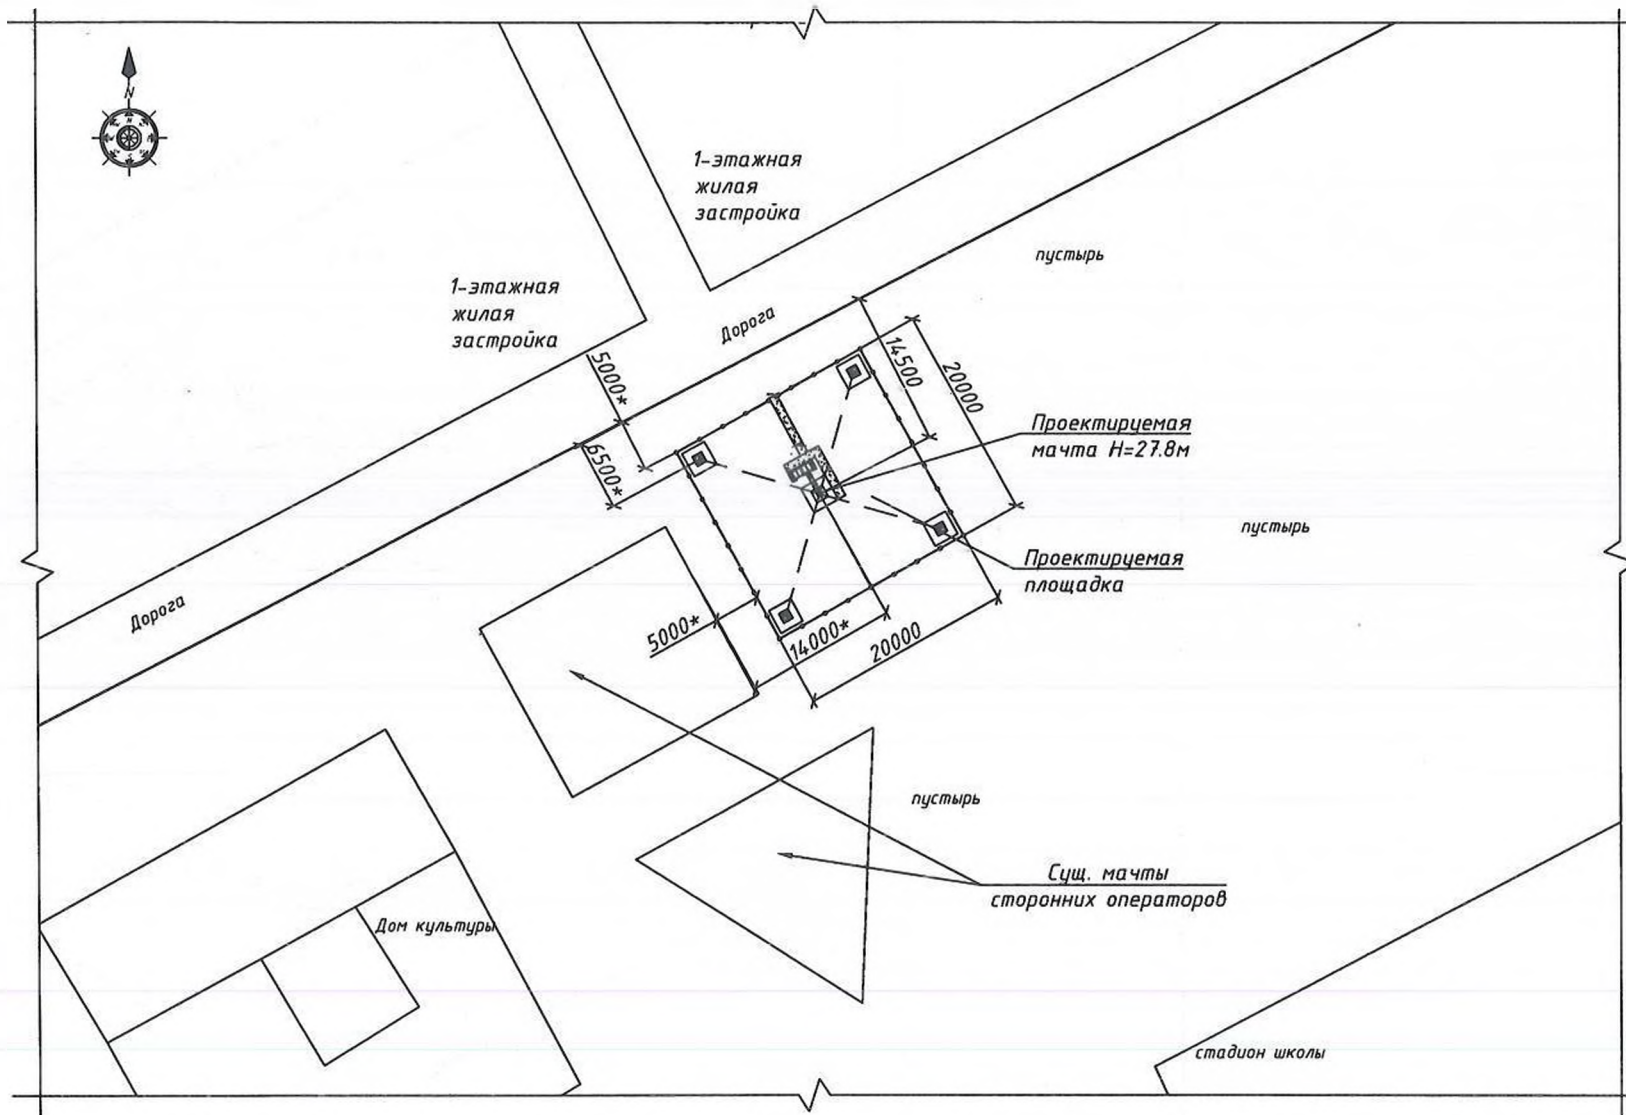 N
1-этажная
жилая
застройка
1-этажная
жилая
застройка
пустырь
Дорога
5000*
14500
20000
6500*
Проектируемая
мачта Н=27.8м
пустырь
Проектируемая
площадка
Дорога
5000*
14000*
20000
пустырь
Сущ. мачты
сторонних операторов
Дом культуры
стадион школы